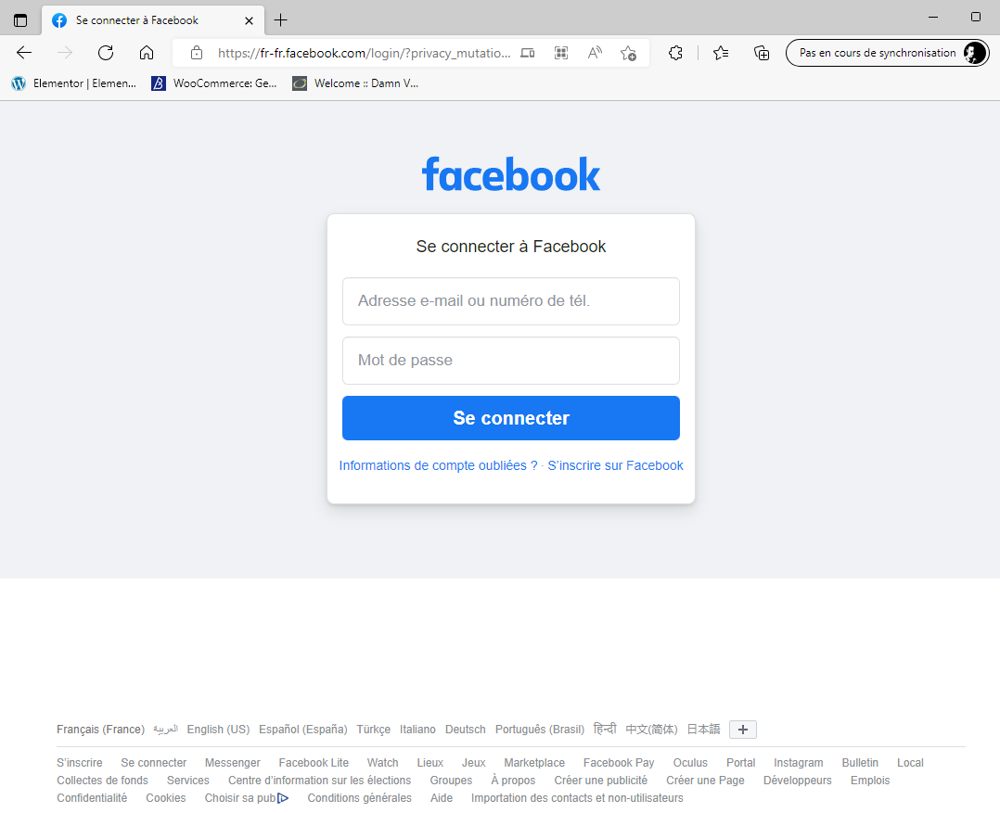 Se connecter à Facebook
https://fr-fr.facebook.com/login/?privacy_mutatio...
Pas en cours de synchronisation
Elementor | Elemen...
WooCommerce: Ge...
Welcome :: Damn V...
facebook
Se connecter à Facebook
Adresse e-mail ou numéro de tél.
Mot de passe
Se connecter
Informations de compte oubliées ? · S’inscrire sur Facebook
Français (France) العربية English (US) Español (España) Türkçe Italiano Deutsch Português (Brasil) हिन्दी 中文(简体) 日本語 +
S’inscrire Se connecter Messenger Facebook Lite Watch Lieux Jeux Marketplace Facebook Pay Oculus Portal Instagram Bulletin Local
Collectes de fonds Services Centre d’information sur les élections Groupes À propos Créer une publicité Créer une Page Développeurs Emplois
Confidentialité Cookies Choisir sa pub Conditions générales Aide Importation des contacts et non-utilisateurs